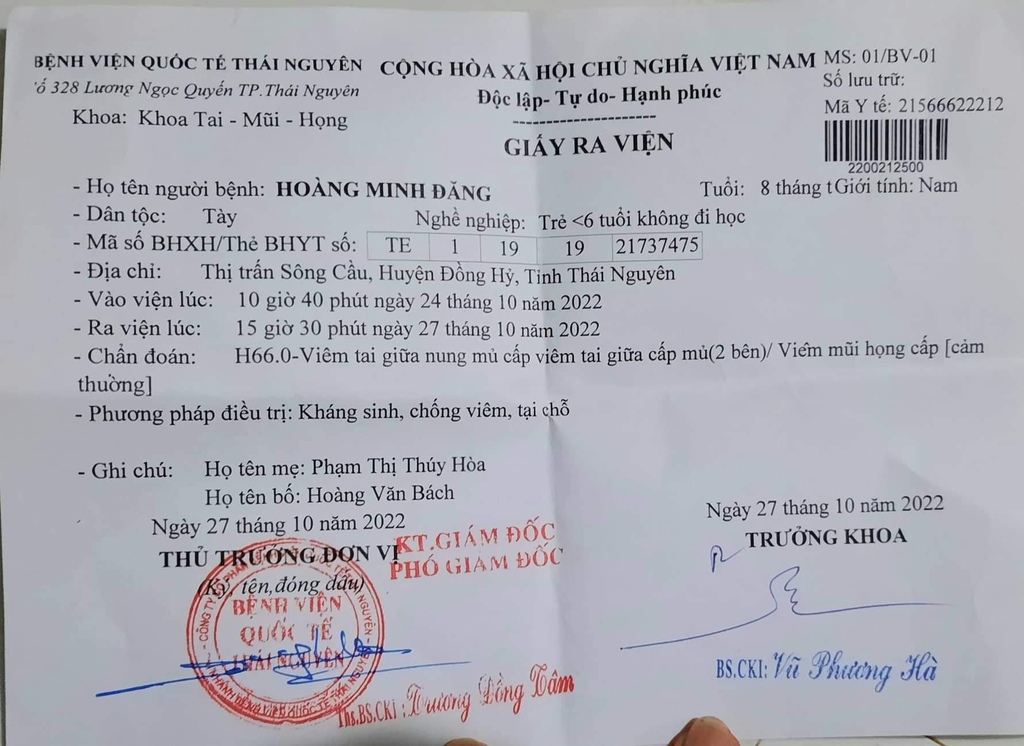 BỆNH VIỆN QUỐC TẾ THÁI NGUYÊN
Số 328 Lương Ngọc Quyến TP.Thái Nguyên
Khoa: Khoa Tai - Mũi - Họng
CỘNG HÒA XÃ HỘI CHỦ NGHĨA VIỆT NAM
Độc lập- Tự do- Hạnh phúc
--------------------
GIẤY RA VIỆN
MS: 01/BV-01
Số lưu trữ:
Mã Y tế: 21566622212
2200212500
- Họ tên người bệnh: HOÀNG MINH ĐĂNG Tuổi: 8 tháng t Giới tính: Nam
- Dân tộc: Tày Nghề nghiệp: Trẻ <6 tuổi không đi học
- Mã số BHXH/Thẻ BHYT số: TE 1 19 19 21737475
- Địa chỉ: Thị trấn Sông Cầu, Huyện Đồng Hỷ, Tỉnh Thái Nguyên
- Vào viện lúc: 10 giờ 40 phút ngày 24 tháng 10 năm 2022
- Ra viện lúc: 15 giờ 30 phút ngày 27 tháng 10 năm 2022
- Chẩn đoán: H66.0-Viêm tai giữa nung mủ cấp viêm tai giữa cấp mủ(2 bên)/ Viêm mũi họng cấp [cảm
thường]
- Phương pháp điều trị: Kháng sinh, chống viêm, tại chỗ
- Ghi chú: Họ tên mẹ: Phạm Thị Thúy Hòa
Họ tên bố: Hoàng Văn Bách
Ngày 27 tháng 10 năm 2022
THỦ TRƯỞNG ĐƠN VỊ
(Ký, tên,đóng dấu)
KT.GIÁM ĐỐC
PHÓ GIÁM ĐỐC
BỆNH VIỆN
QUỐC TẾ
THÁI NGUYÊN
Ths.BS.CKI: Trương Đồng Tâm
Ngày 27 tháng 10 năm 2022
TRƯỞNG KHOA
BS.CKI: Vũ Phương Hà